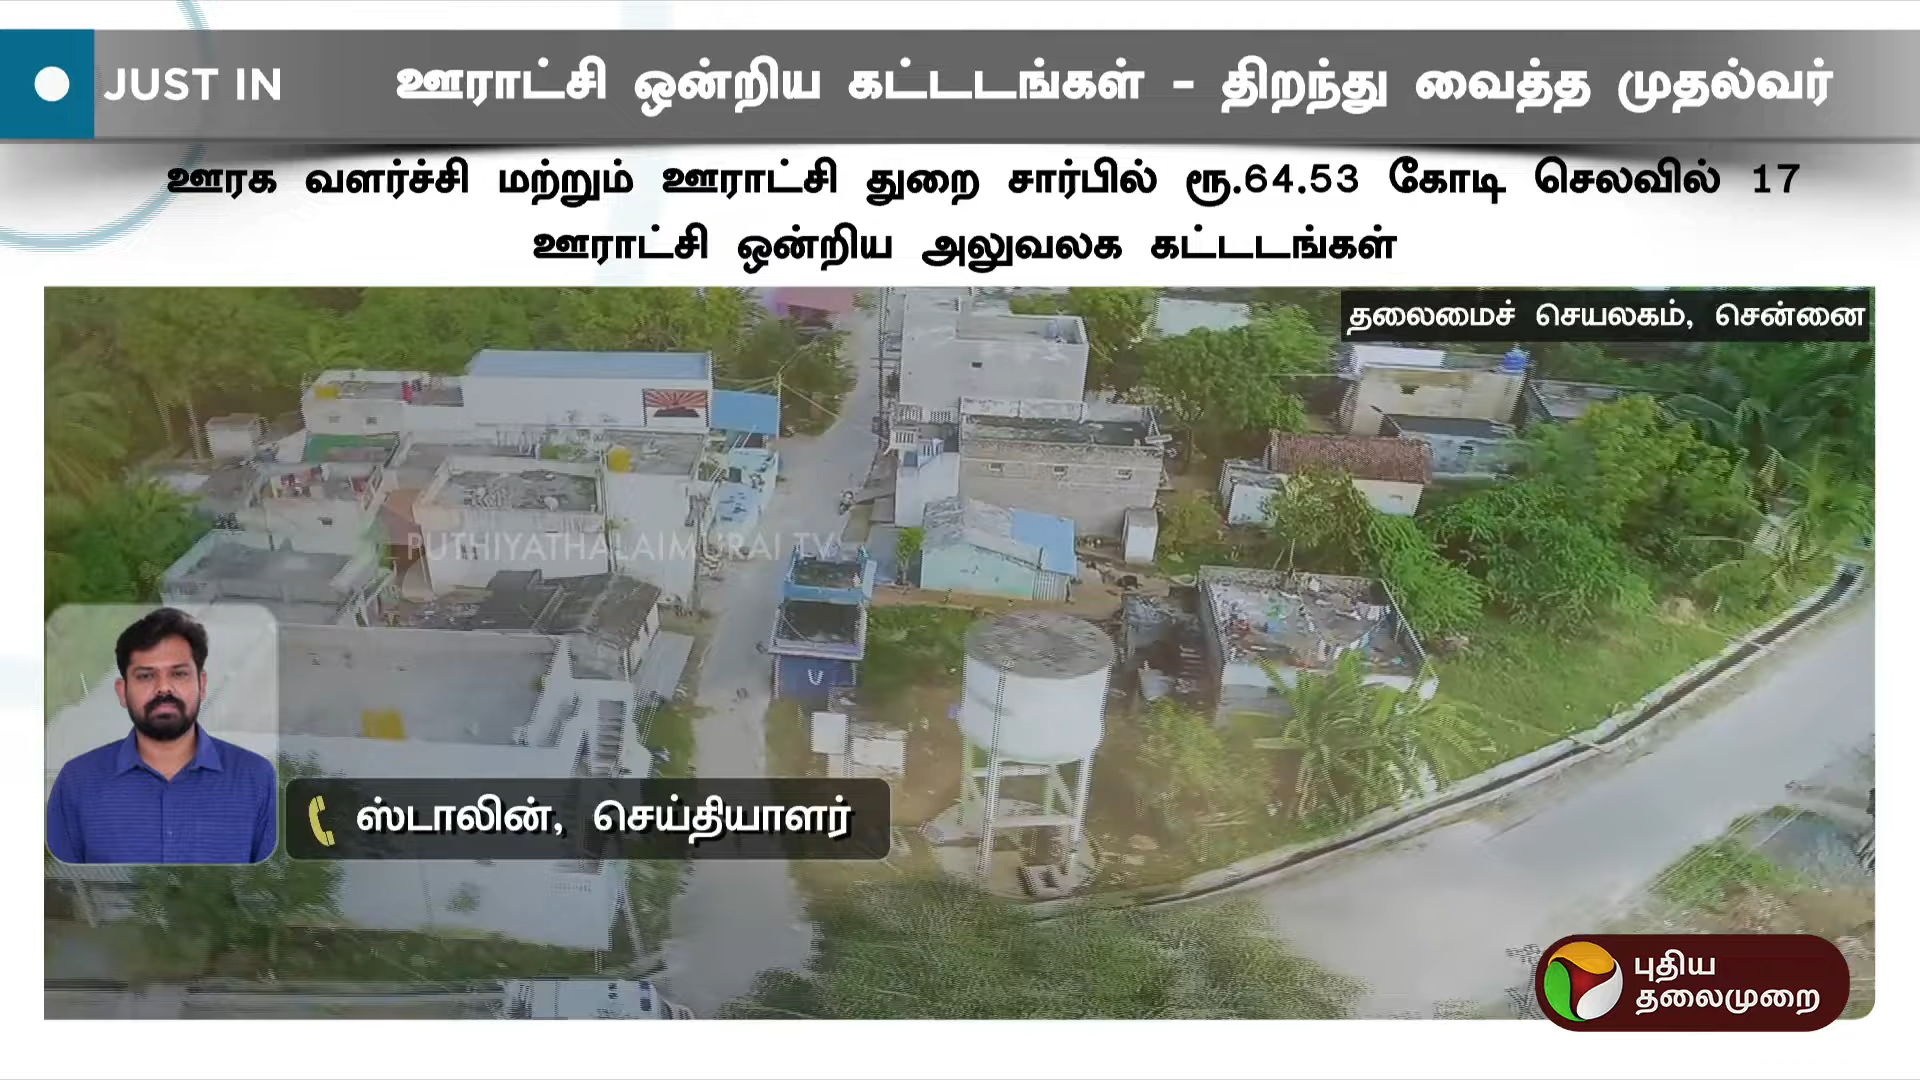 JUST IN
ஊராட்சி ஒன்றிய கட்டடங்கள் - திறந்து வைத்த முதல்வர்
ஊரக வளர்ச்சி மற்றும் ஊராட்சி துறை சார்பில் ரூ.64.53 கோடி செலவில் 17
ஊராட்சி ஒன்றிய அலுவலக கட்டடங்கள்
தலைமைச் செயலகம், சென்னை
PUTHIYATHALAIMURAI TV
ஸ்டாலின், செய்தியாளர்
புதிய
தலைமுறை